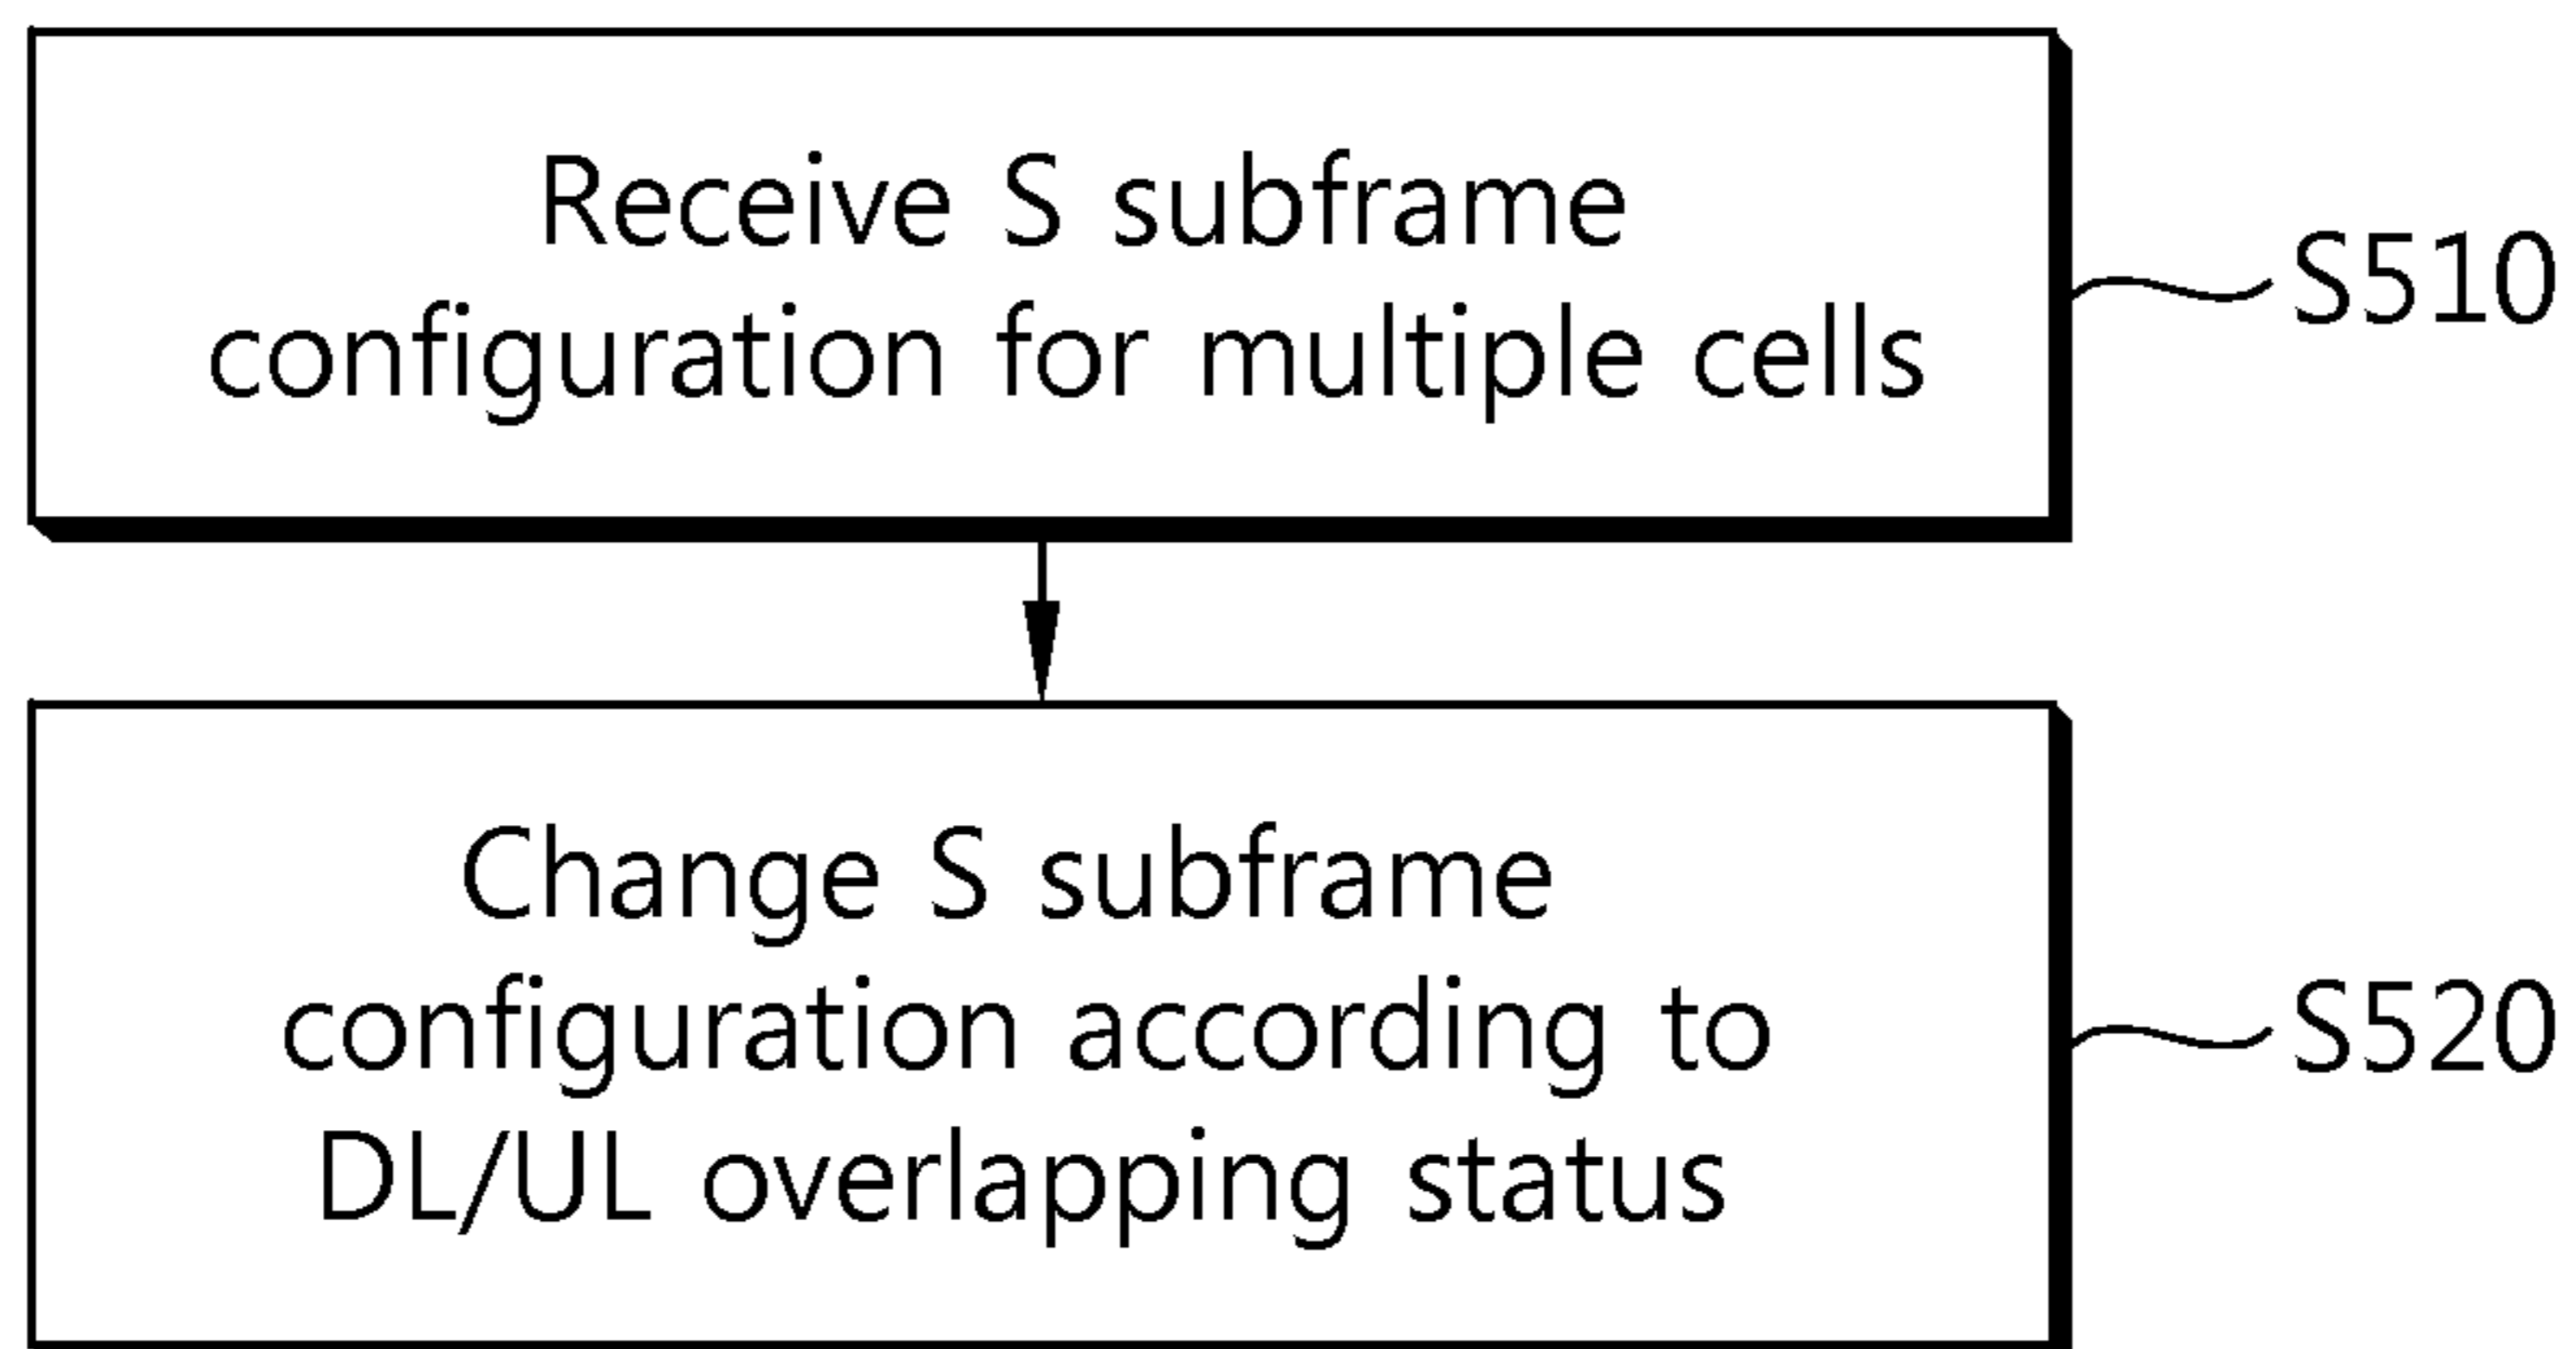 Receive S subframe
configuration for multiple cells
S510
Change S subframe
configuration according to
DL/UL overlapping status
S520